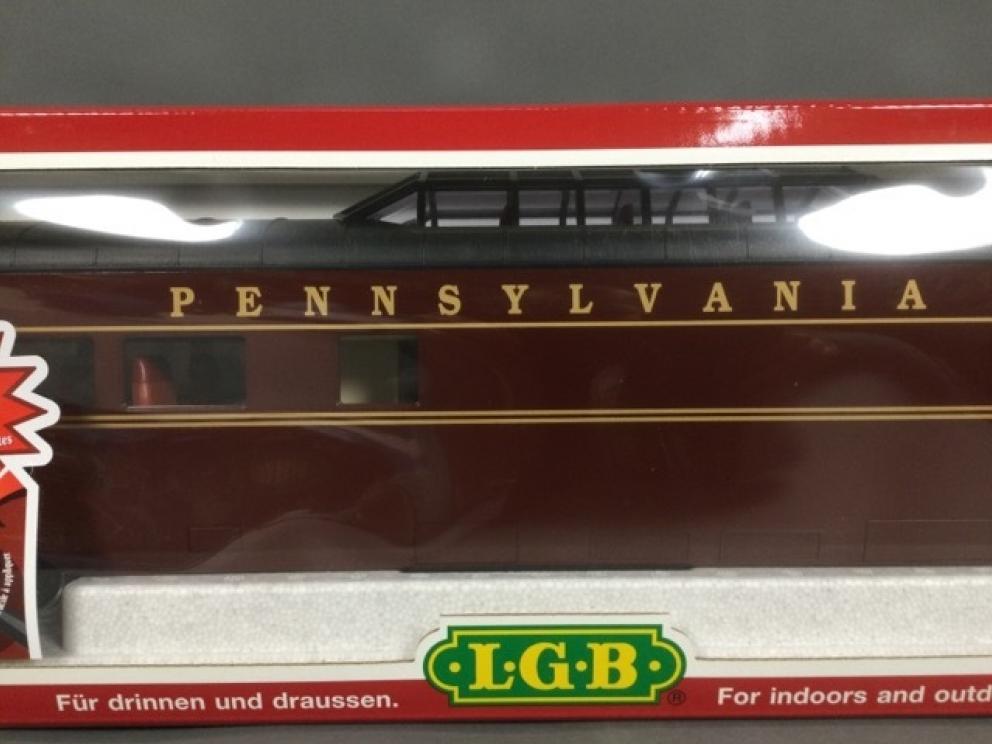 PENNSYLVANIA
L·G·B
®
Für drinnen und draussen.
For indoors and outd